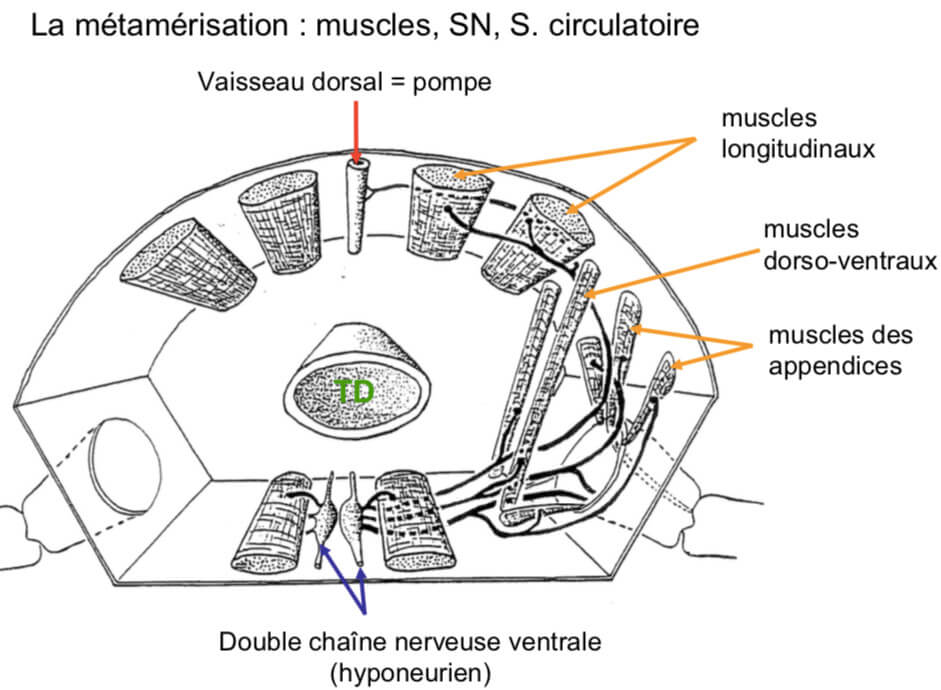 La métamérisation : muscles, SN, S. circulatoire
Vaisseau dorsal = pompe
muscles
longitudinaux
muscles
dorso-ventraux
muscles des
appendices
TD
Double chaîne nerveuse ventrale
(hyponeurien)